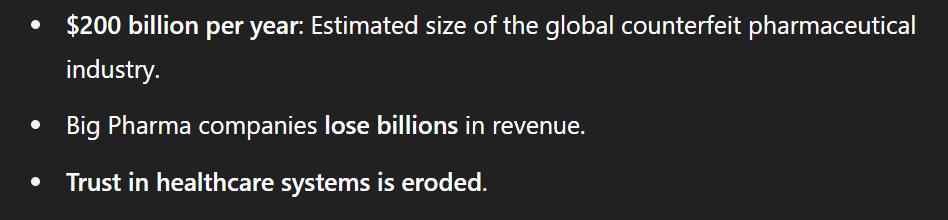 • $200 billion per year: Estimated size of the global counterfeit pharmaceutical
industry.
• Big Pharma companies lose billions in revenue.
• Trust in healthcare systems is eroded.